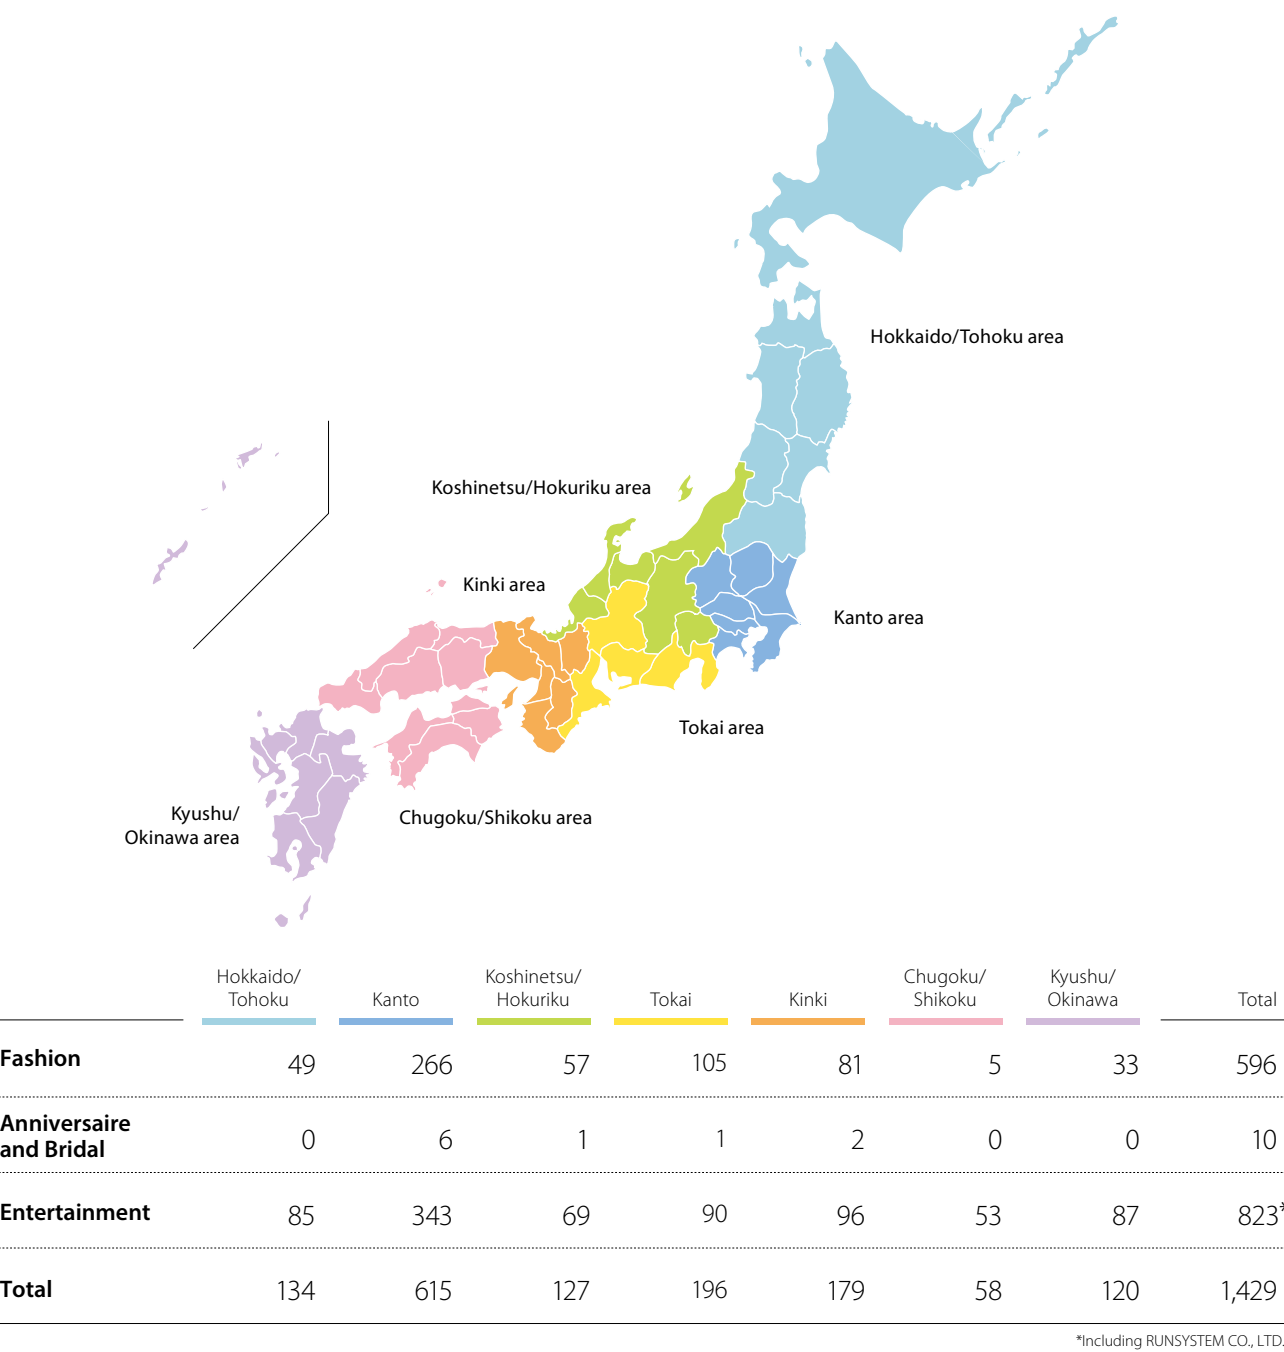 Hokkaido/Tohoku area
Koshinetsu/Hokuriku area
Kinki area
Kanto area
Tokai area
Kyushu/
Okinawa area
Chugoku/Shikoku area
Hokkaido/
Tohoku
Kanto
Koshinetsu/
Hokuriku
Tokai
Kinki
Chugoku/
Shikoku
Kyushu/
Okinawa
Total
Fashion 49 266 57 105 81 5 33 596
Anniversaire
and Bridal 0 6 1 1 2 0 0 10
Entertainment 85 343 69 90 96 53 87 823*
Total 134 615 127 196 179 58 120 1,429
*Including RUNSYSTEM CO., LTD.